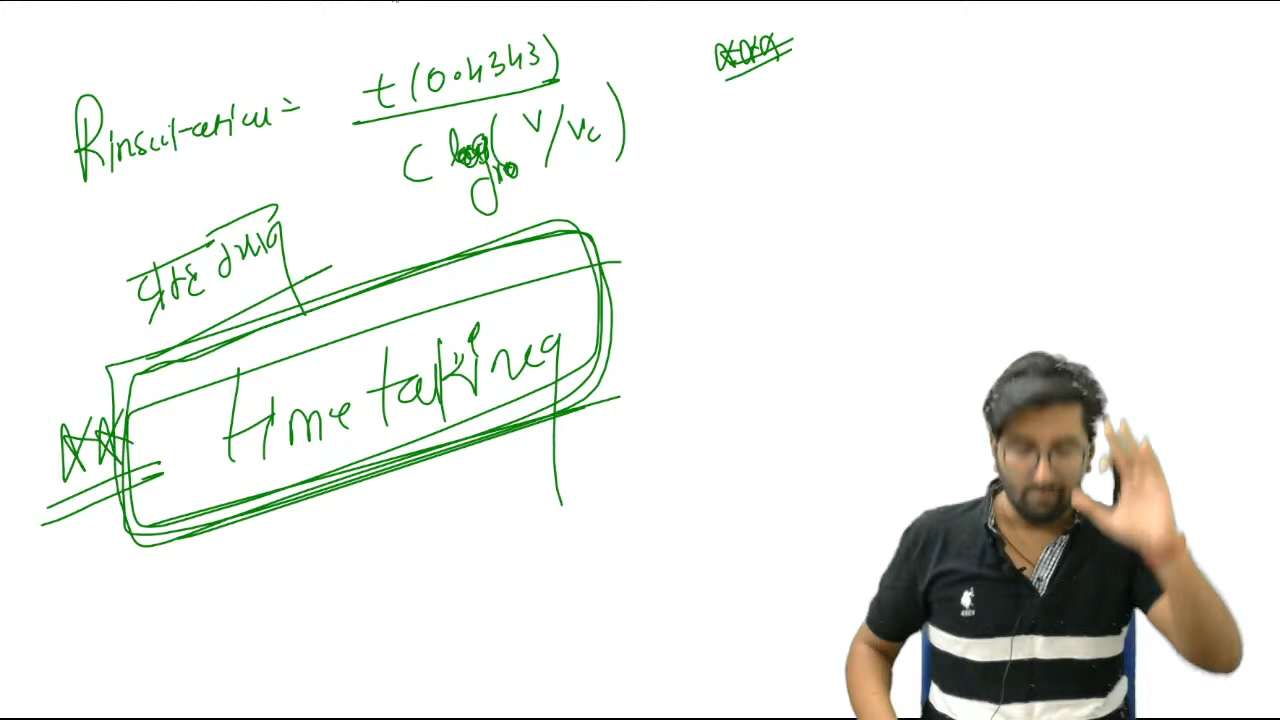 Rinsulation = t(0.4343) / C log10 (V/Vc)
time taking